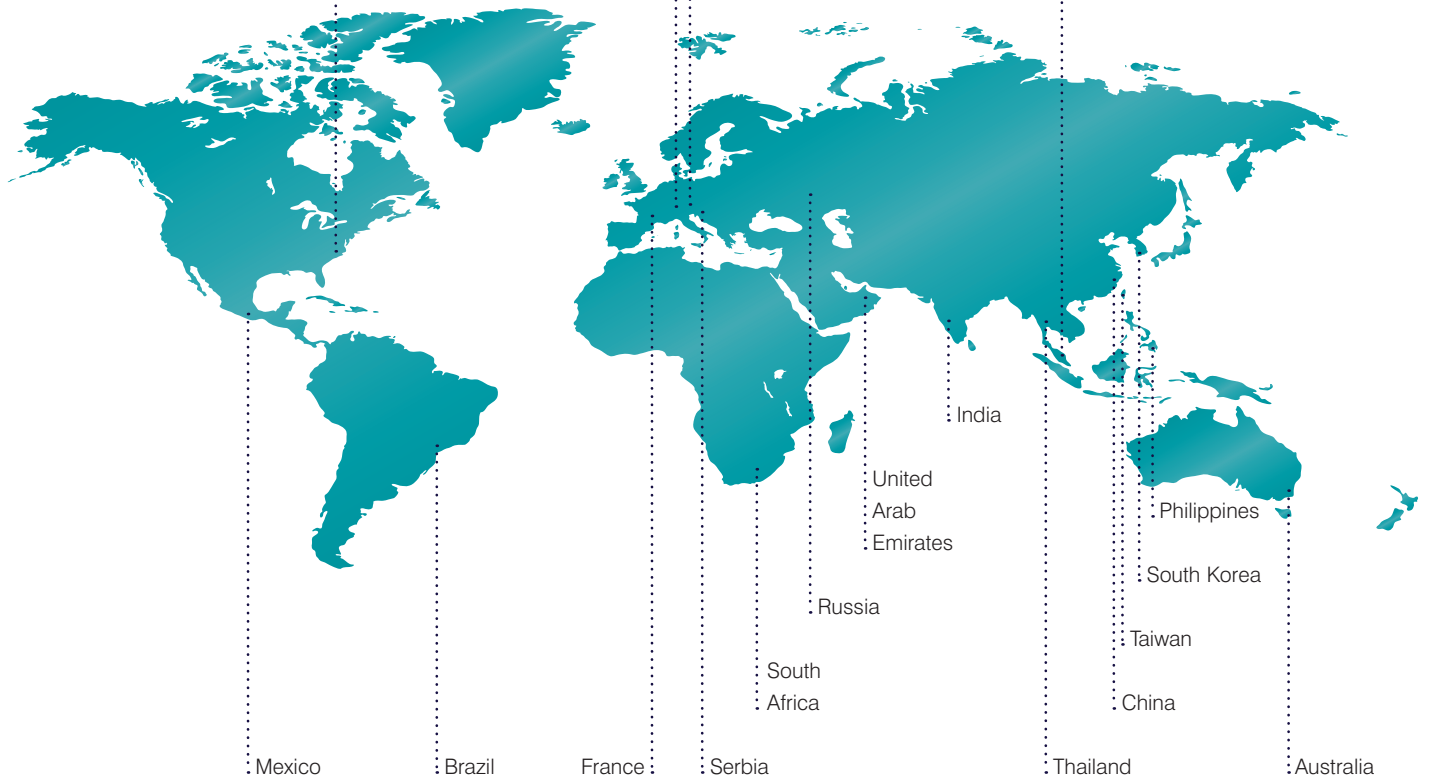 India
United
Arab
Emirates
Philippines
South Korea
Russia
Taiwan
South
Africa
China
Mexico
Brazil
France
Serbia
Thailand
Australia